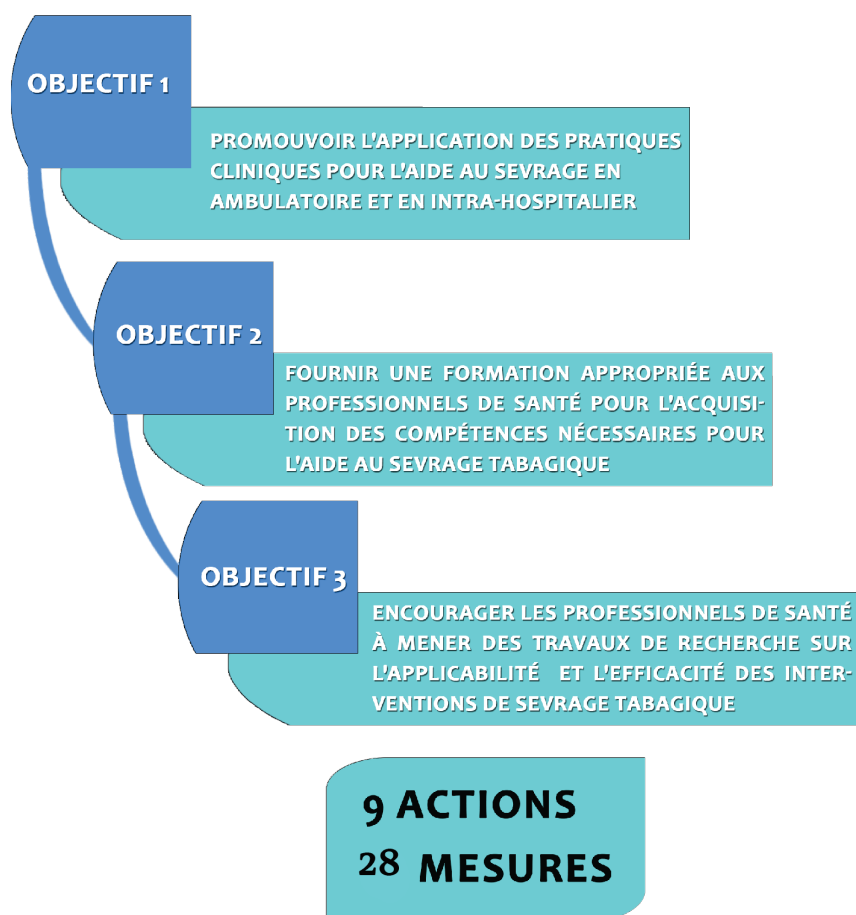 OBJECTIF 1
PROMOUVOIR L'APPLICATION DES PRATIQUES
CLINIQUES POUR L'AIDE AU SEVRAGE EN
AMBULATOIRE ET EN INTRA-HOSPITALIER
OBJECTIF 2
FOURNIR UNE FORMATION APPROPRIÉE AUX
PROFESSIONNELS DE SANTÉ POUR L'ACQUISI-
TION DES COMPÉTENCES NÉCESSAIRES POUR
L'AIDE AU SEVRAGE TABAGIQUE
OBJECTIF 3
ENCOURAGER LES PROFESSIONNELS DE SANTÉ
À MENER DES TRAVAUX DE RECHERCHE SUR
L'APPLICABILITÉ ET L'EFFICACITÉ DES INTER-
VENTIONS DE SEVRAGE TABAGIQUE
9 ACTIONS
28 MESURES